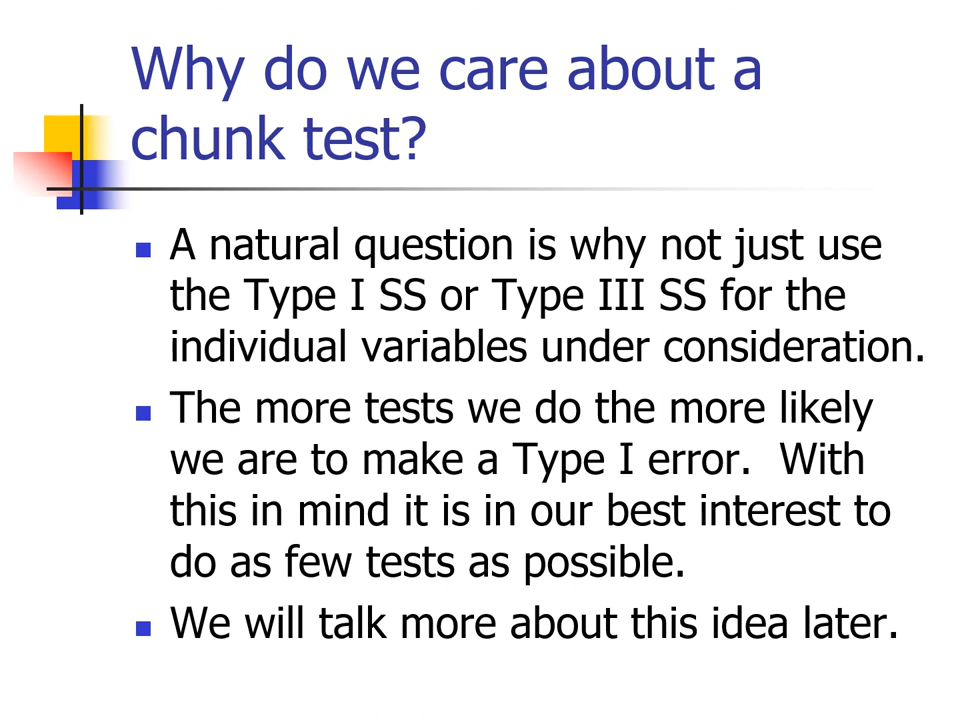 Why do we care about a
chunk test?
A natural question is why not just use
the Type I SS or Type III SS for the
individual variables under consideration.
The more tests we do the more likely
we are to make a Type I error.  With
this in mind it is in our best interest to
do as few tests as possible.
We will talk more about this idea later.